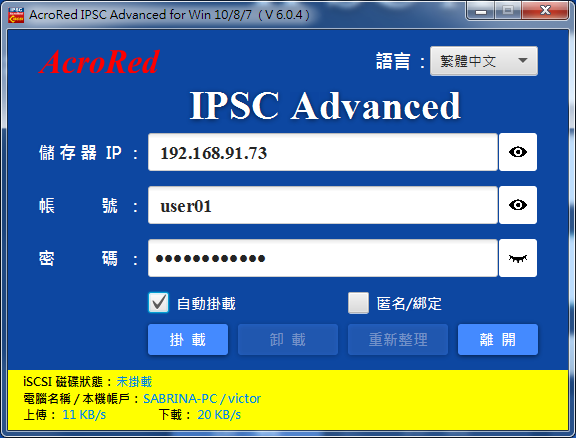 AcroRed IPSC Advanced for Win 10/8/7 ( V 6.0.4 )
AcroRed 語言 : 繁體中文
IPSC Advanced
儲存器 IP : 192.168.91.73
帳 號 : user01
密 碼 : ••••••••••••
自動掛載 匿名/綁定
掛 載 卸 載 重新整理 離 開
iSCSI 磁碟狀態 : 未掛載
電腦名稱 / 本機帳戶 : SABRINA-PC / victor
上傳 : 11 KB/s 下載 : 20 KB/s